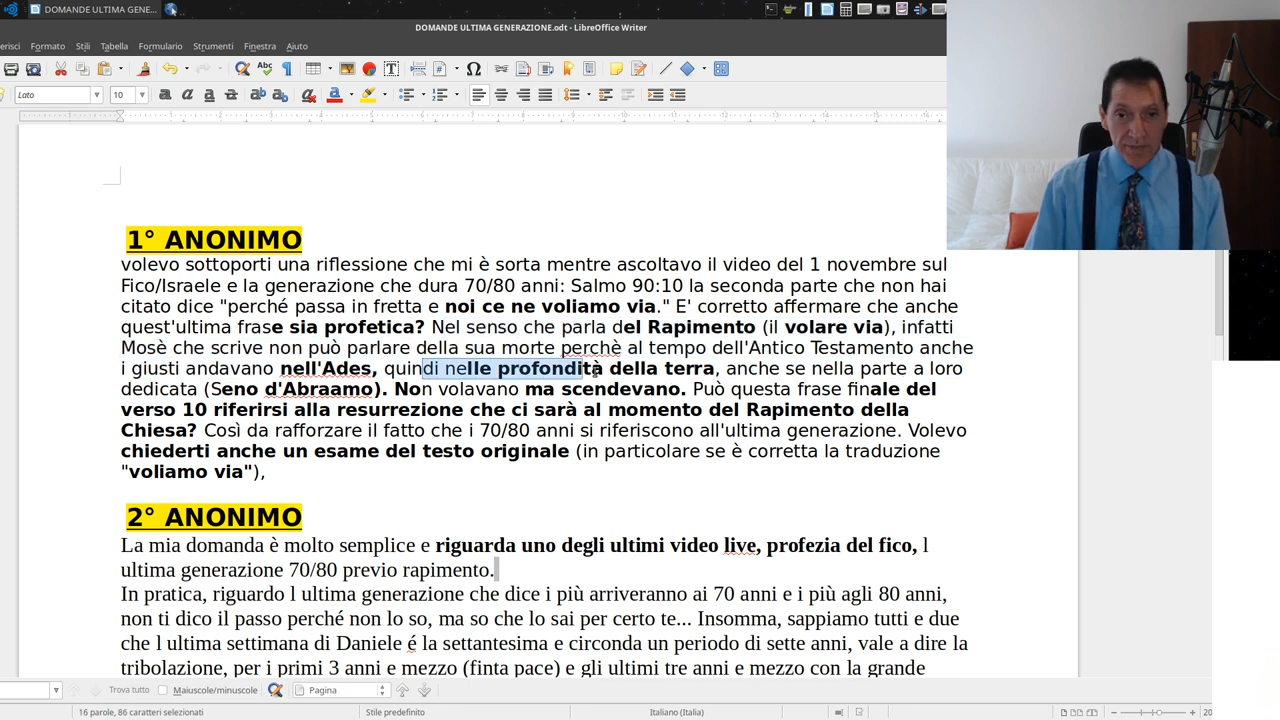 DOMANDE ULTIMA GENE...
DOMANDE ULTIMA GENERAZIONE.odt - LibreOffice Writer
erisci Formato Stili Tabella Formulario Strumenti Finestra Aiuto
Lato 10
1° ANONIMO
volevo sottoporti una riflessione che mi è sorta mentre ascoltavo il video del 1 novembre sul
Fico/Israele e la generazione che dura 70/80 anni: Salmo 90:10 la seconda parte che non hai
citato dice "perché passa in fretta e noi ce ne voliamo via." E' corretto affermare che anche
quest'ultima frase sia profetica? Nel senso che parla del Rapimento (il volare via), infatti
Mosè che scrive non può parlare della sua morte perchè al tempo dell'Antico Testamento anche
i giusti andavano nell'Ades, quindi nelle profondità della terra, anche se nella parte a loro
dedicata (Seno d'Abraamo). Non volavano ma scendevano. Può questa frase finale del
verso 10 riferirsi alla resurrezione che ci sarà al momento del Rapimento della
Chiesa? Così da rafforzare il fatto che i 70/80 anni si riferiscono all'ultima generazione. Volevo
chiederti anche un esame del testo originale (in particolare se è corretta la traduzione
"voliamo via"),
2° ANONIMO
La mia domanda è molto semplice e riguarda uno degli ultimi video live, profezia del fico, l
ultima generazione 70/80 previo rapimento.
In pratica, riguardo l ultima generazione che dice i più arriveranno ai 70 anni e i più agli 80 anni,
non ti dico il passo perché non lo so, ma so che lo sai per certo te... Insomma, sappiamo tutti e due
che l ultima settimana di Daniele é la settantesima e circonda un periodo di sette anni, vale a dire la
tribolazione, per i primi 3 anni e mezzo (finta pace) e gli ultimi tre anni e mezzo con la grande
Trova tutto Maiuscole/minuscole Pagina
16 parole, 86 caratteri selezionati Stile predefinito Italiano (Italia) 20